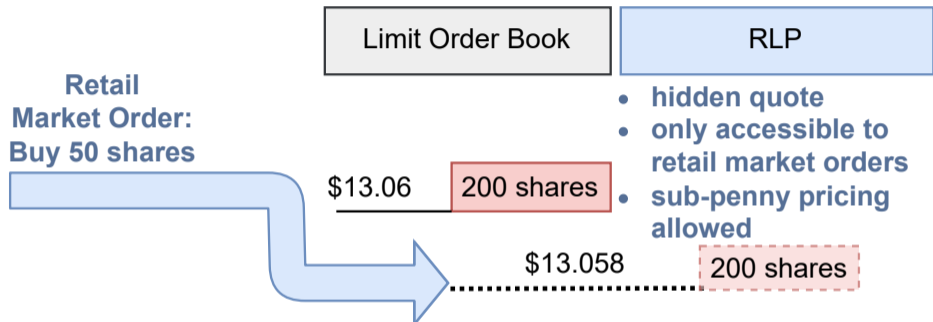 Limit Order Book
RLP
Retail
Market Order:
Buy 50 shares
• hidden quote
• only accessible to
retail market orders
• sub-penny pricing
allowed
$13.06
200 shares
$13.058
200 shares